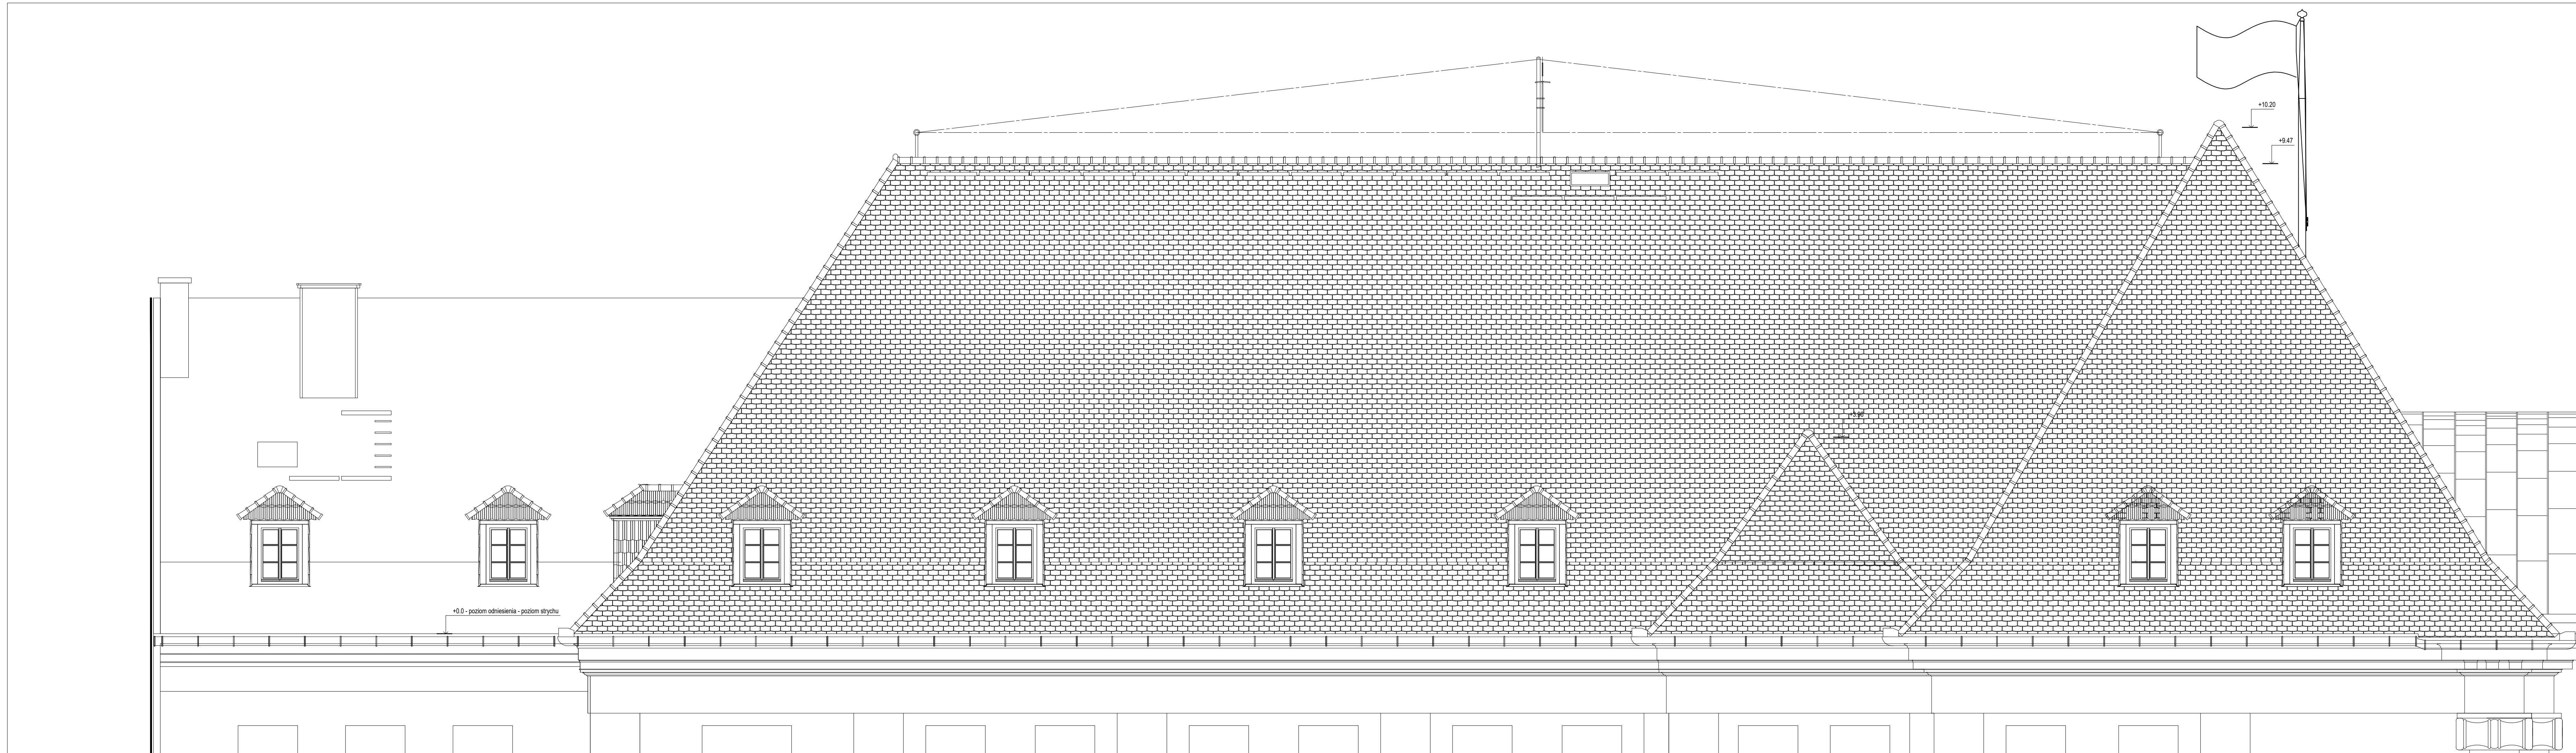 +10.20
+9.47
+0.0 - poziom odniesienia - poziom strychu